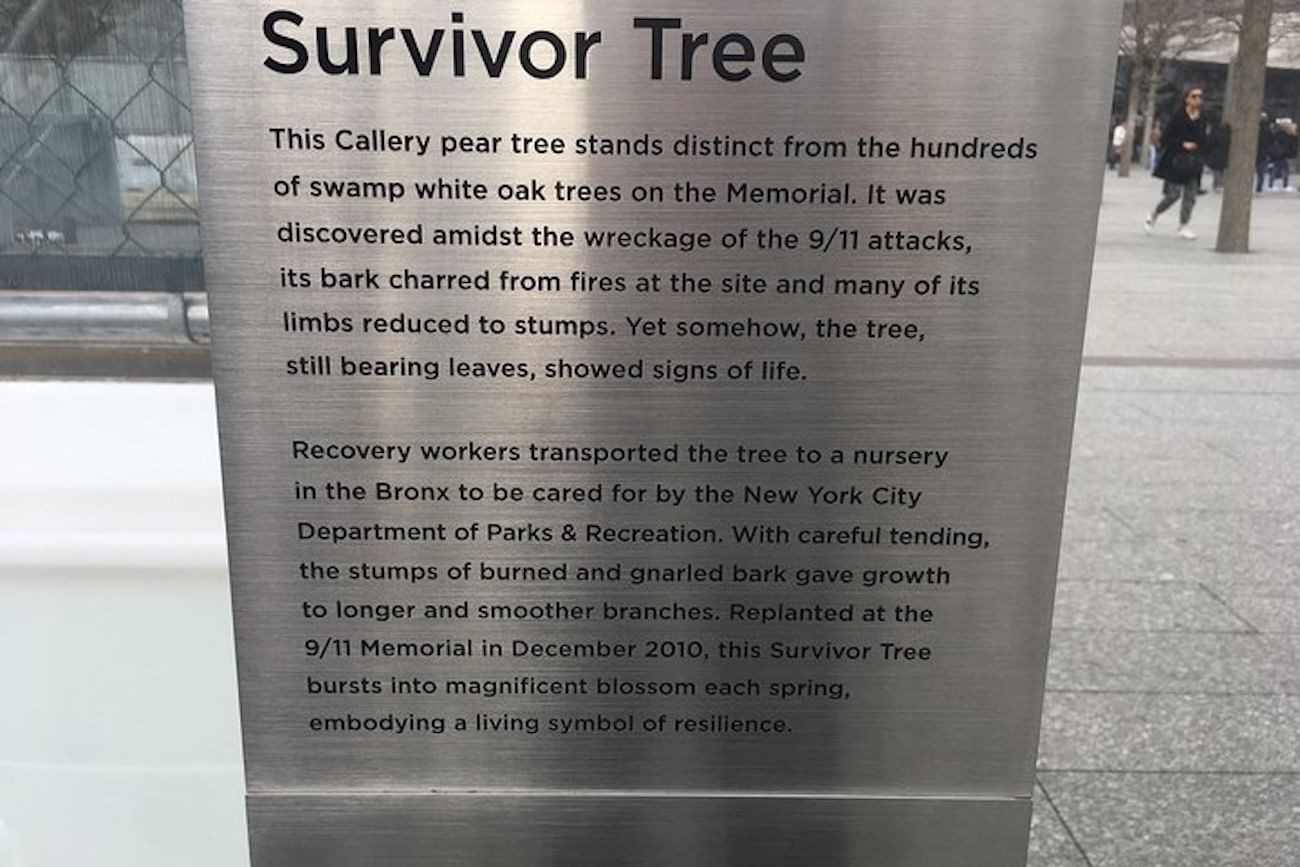 Survivor Tree
This Callery pear tree stands distinct from the hundreds
of swamp white oak trees on the Memorial. It was
discovered amidst the wreckage of the 9/11 attacks,
its bark charred from fires at the site and many of its
limbs reduced to stumps. Yet somehow, the tree,
still bearing leaves, showed signs of life.
Recovery workers transported the tree to a nursery
in the Bronx to be cared for by the New York City
Department of Parks & Recreation. With careful tending,
the stumps of burned and gnarled bark gave growth
to longer and smoother branches. Replanted at the
9/11 Memorial in December 2010, this Survivor Tree
bursts into magnificent blossom each spring,
embodying a living symbol of resilience.